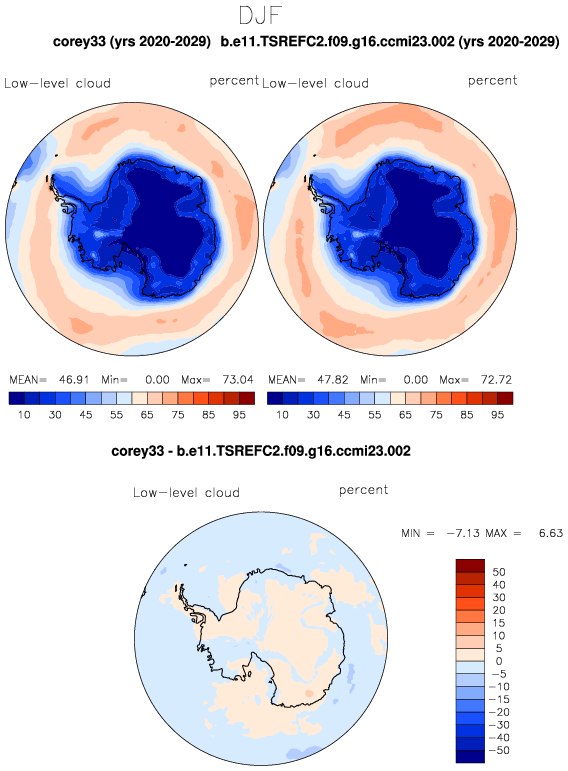 DJF
corey33 (yrs 2020-2029) b.e11.TSREFC2.f09.g16.ccmi23.002 (yrs 2020-2029)
Low-level cloud percent Low-level cloud percent
MEAN= 46.91 Min= 0.00 Max= 73.04 MEAN= 47.82 Min= 0.00 Max= 72.72
10 30 45 55 65 75 85 95 10 30 45 55 65 75 85 95
corey33 - b.e11.TSREFC2.f09.g16.ccmi23.002
Low-level cloud percent
MIN = -7.13 MAX = 6.63
50
40
30
20
15
10
5
0
-5
-10
-15
-20
-30
-40
-50